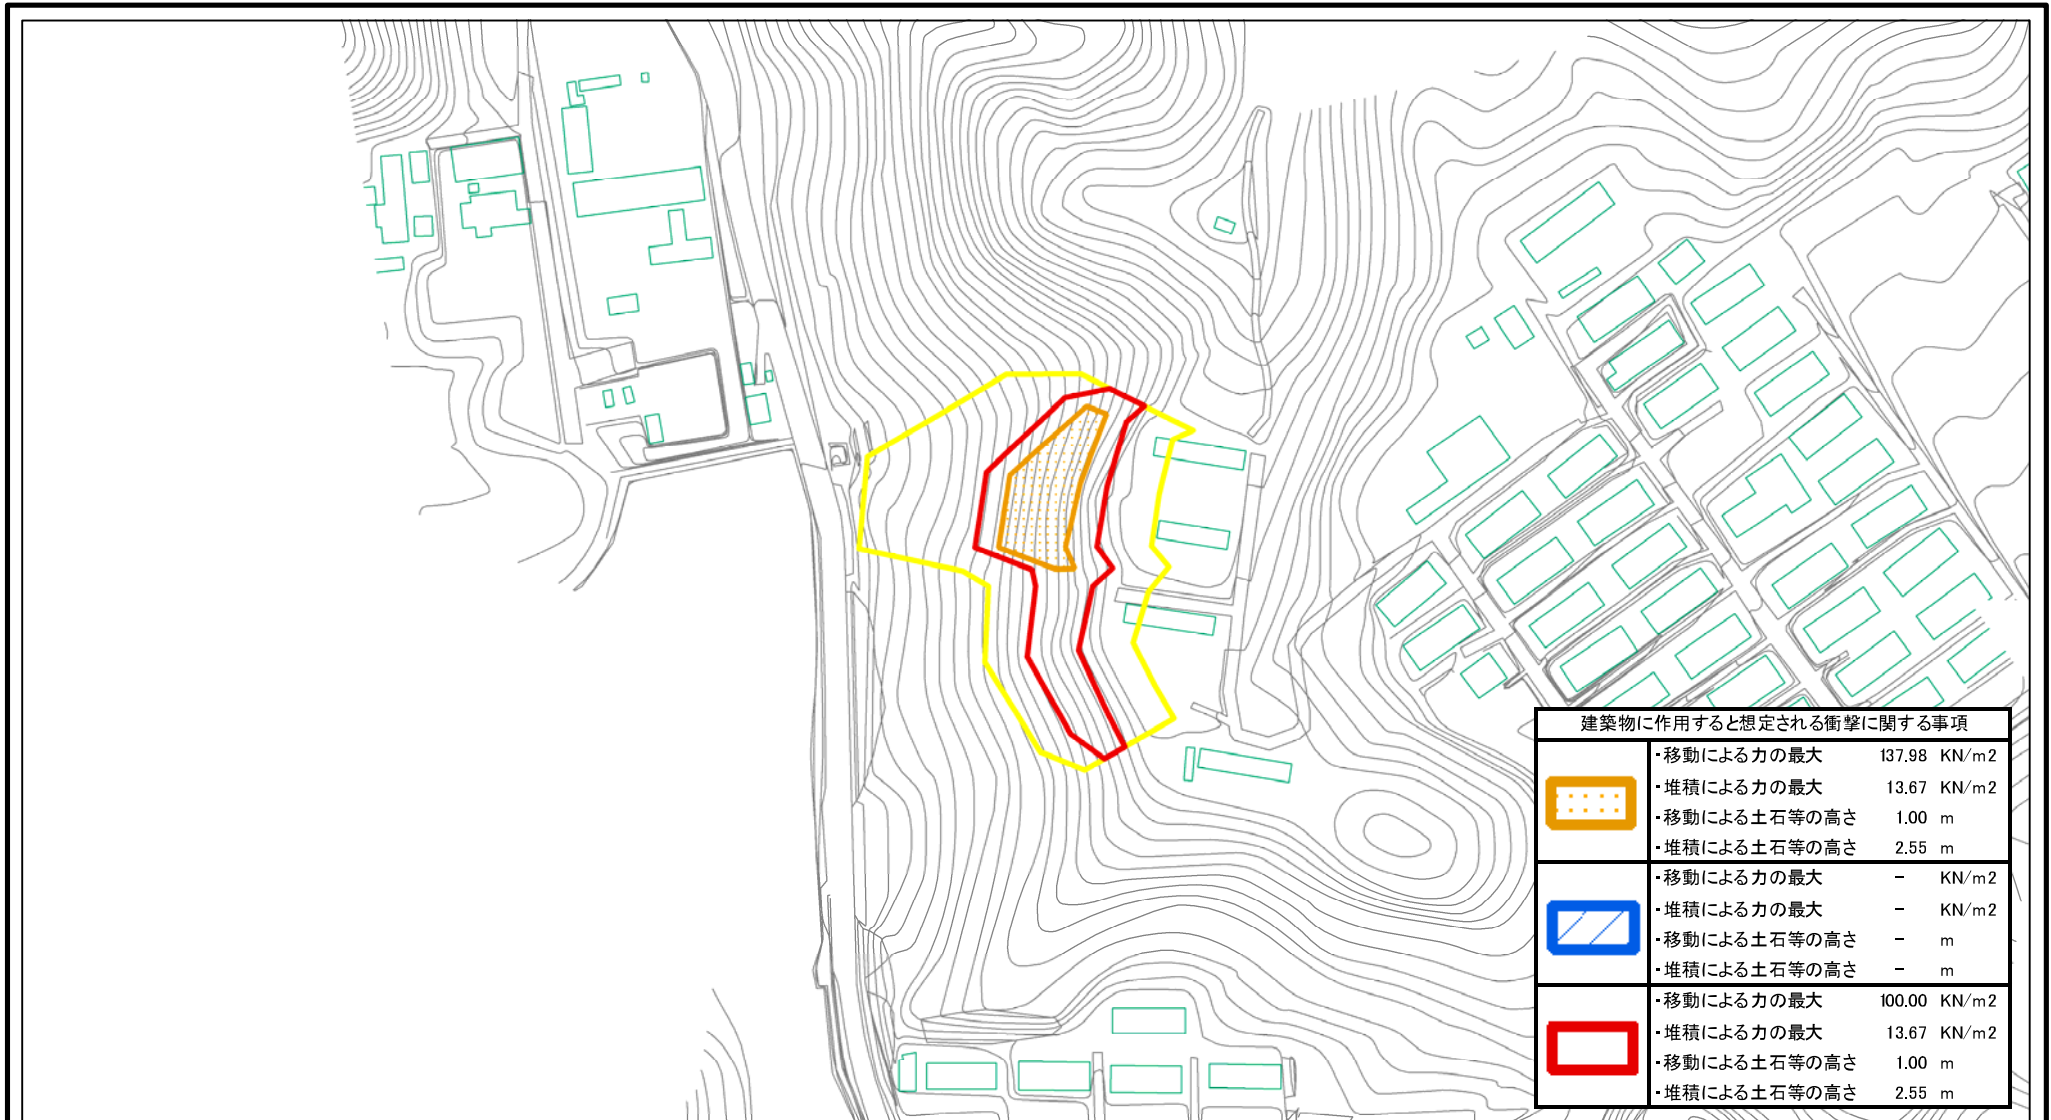 建築物に作用すると想定される衝撃に関する事項
・移動による力の最大 137.98 KN/m2
・堆積による力の最大 13.67 KN/m2
・移動による土石等の高さ 1.00 m
・堆積による土石等の高さ 2.55 m
・移動による力の最大 - KN/m2
・堆積による力の最大 - KN/m2
・移動による土石等の高さ - m
・堆積による土石等の高さ - m
・移動による力の最大 100.00 KN/m2
・堆積による力の最大 13.67 KN/m2
・移動による土石等の高さ 1.00 m
・堆積による土石等の高さ 2.55 m